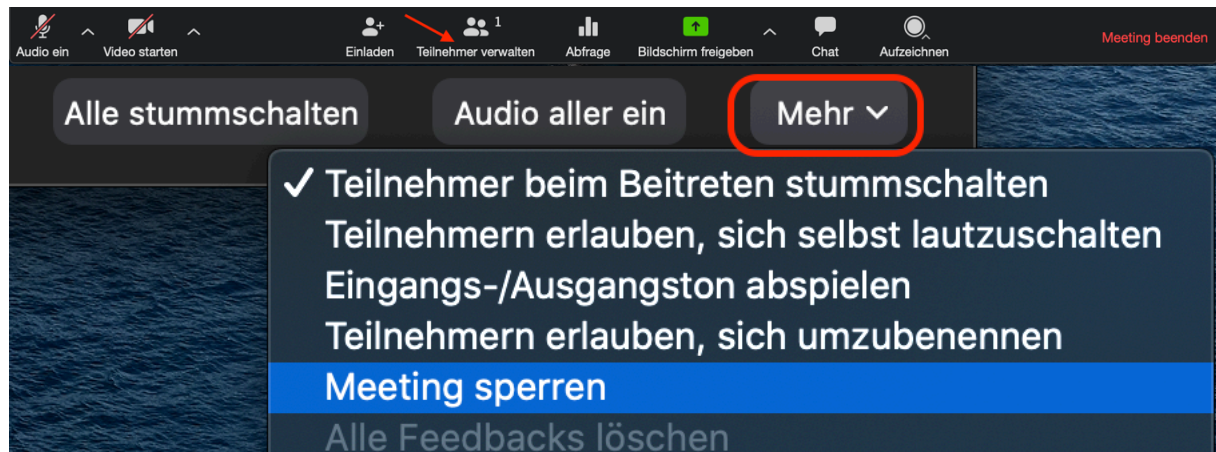 1
Audio ein Video starten Einladen Teilnehmer verwalten Abfrage Bildschirm freigeben Chat Aufzeichnen Meeting beenden
Alle stummschalten Audio aller ein Mehr
Teilnehmer beim Beitreten stummschalten
Teilnehmern erlauben, sich selbst lautzuschalten
Eingangs-/Ausgangston abspielen
Teilnehmern erlauben, sich umzubenennen
Meeting sperren
Alle Feedbacks löschen